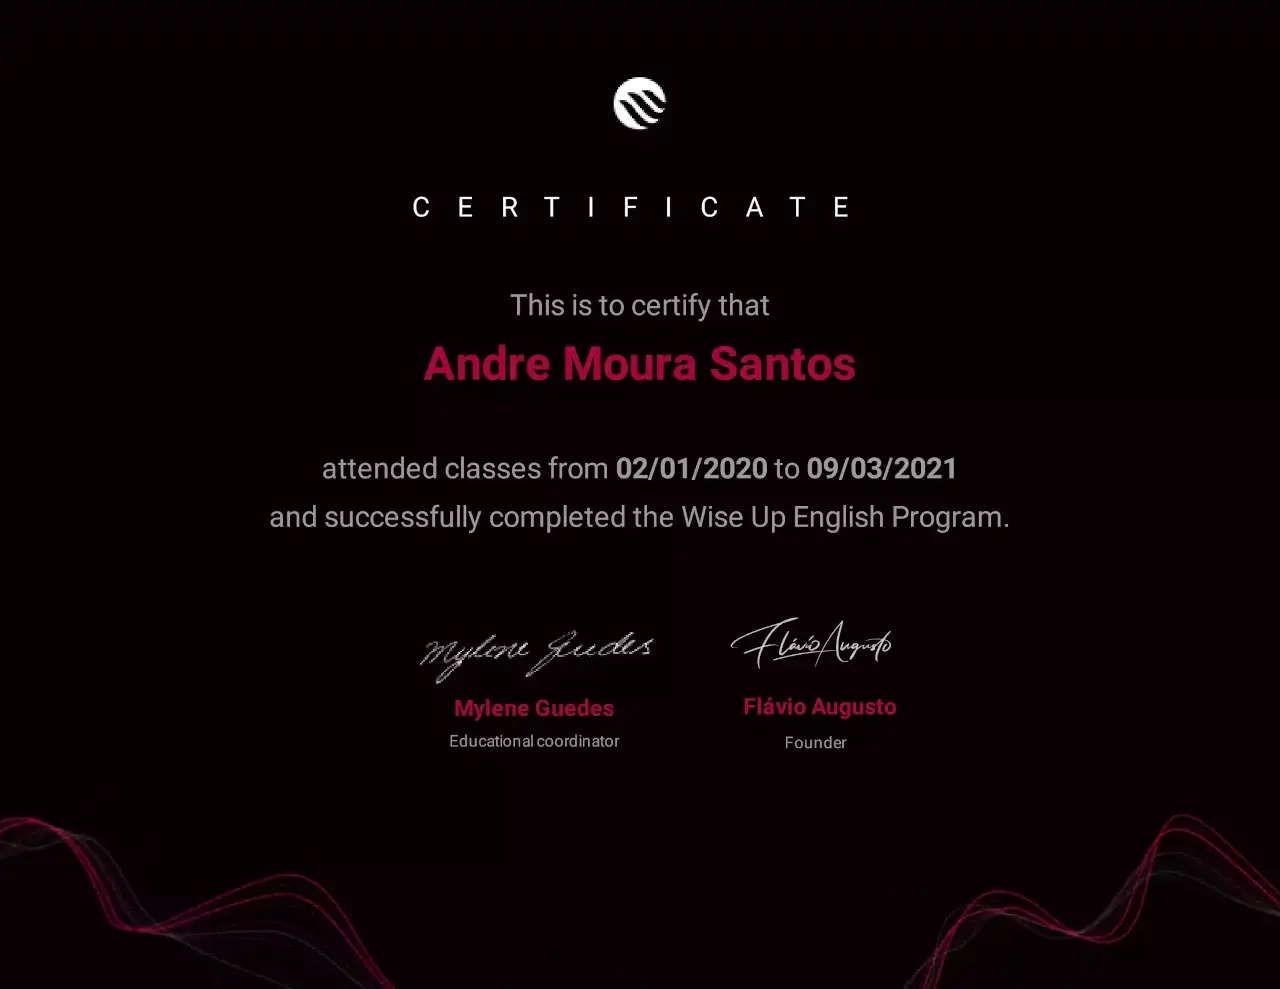 CERTIFICATE
This is to certify that
Andre Moura Santos
attended classes from 02/01/2020 to 09/03/2021
and successfully completed the Wise Up English Program.
Mylene Guedes
Flávio Augusto
Mylene Guedes
Flávio Augusto
Educational coordinator
Founder